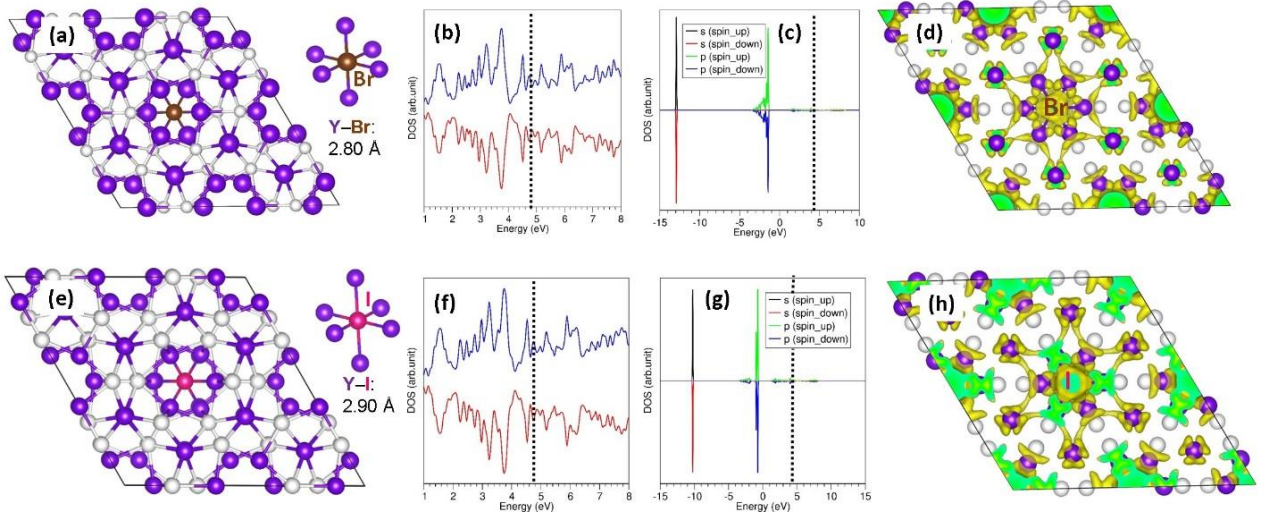 (a)
Br
Y–Br:
2.80 Å
(b)
DOS (arb.unit)
1 2 3 4 5 6 7 8
Energy (eV)
(c)
s (spin_up)
s (spin_down)
p (spin_up)
p (spin_down)
DOS (arb.unit)
-15 -10 -5 0 5 10
Energy (eV)
(d)
Br
(e)
I
Y–I:
2.90 Å
(f)
DOS (arb.unit)
1 2 3 4 5 6 7 8
Energy (eV)
(g)
s (spin_up)
s (spin_down)
p (spin_up)
p (spin_down)
DOS (arb.unit)
-15 -10 -5 0 5 10 15
Energy (eV)
(h)
I